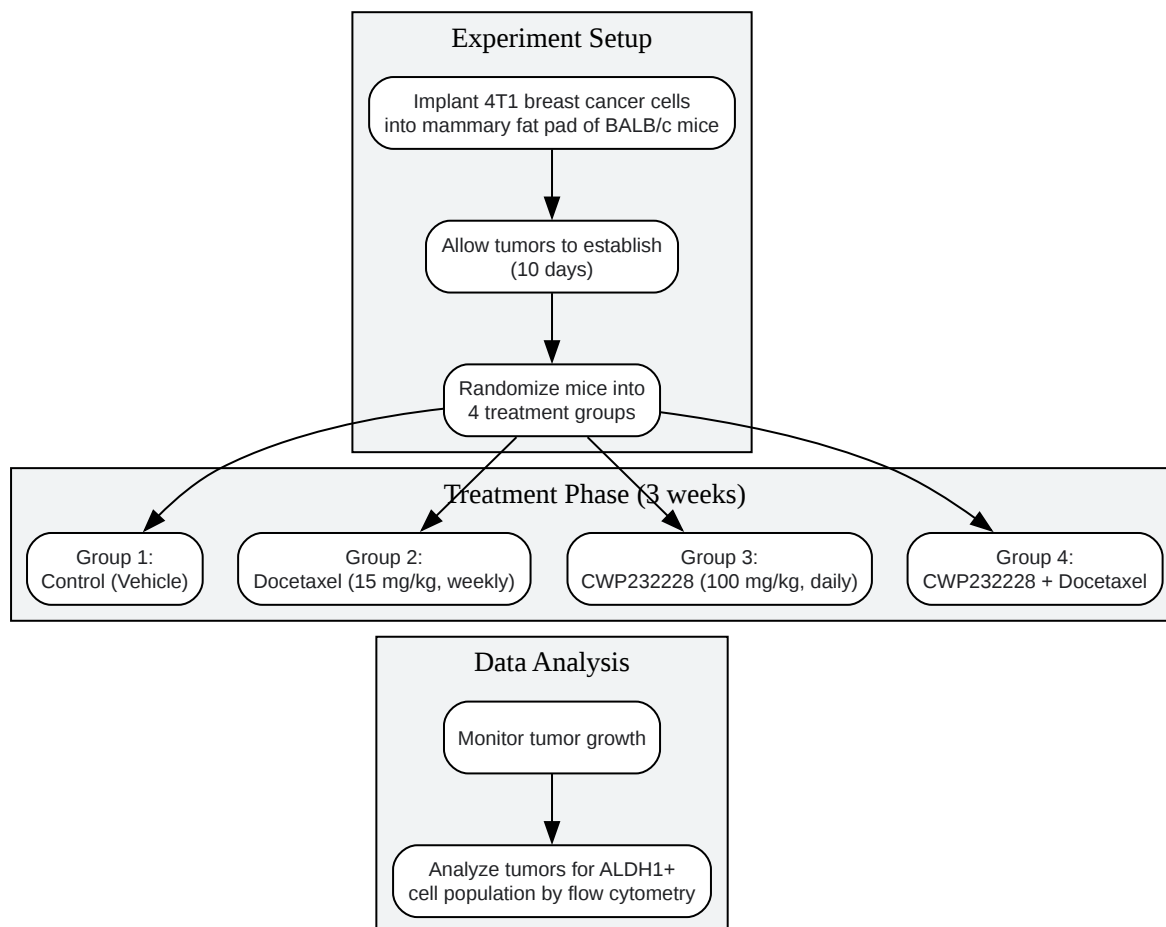 Experiment Setup
Implant 4T1 breast cancer cells
into mammary fat pad of BALB/c mice
Allow tumors to establish
(10 days)
Randomize mice into
4 treatment groups
Treatment Phase (3 weeks)
Group 1:
Control (Vehicle)
Group 2:
Docetaxel (15 mg/kg, weekly)
Group 3:
CWP232228 (100 mg/kg, daily)
Group 4:
CWP232228 + Docetaxel
Data Analysis
Monitor tumor growth
Analyze tumors for ALDH1+
cell population by flow cytometry